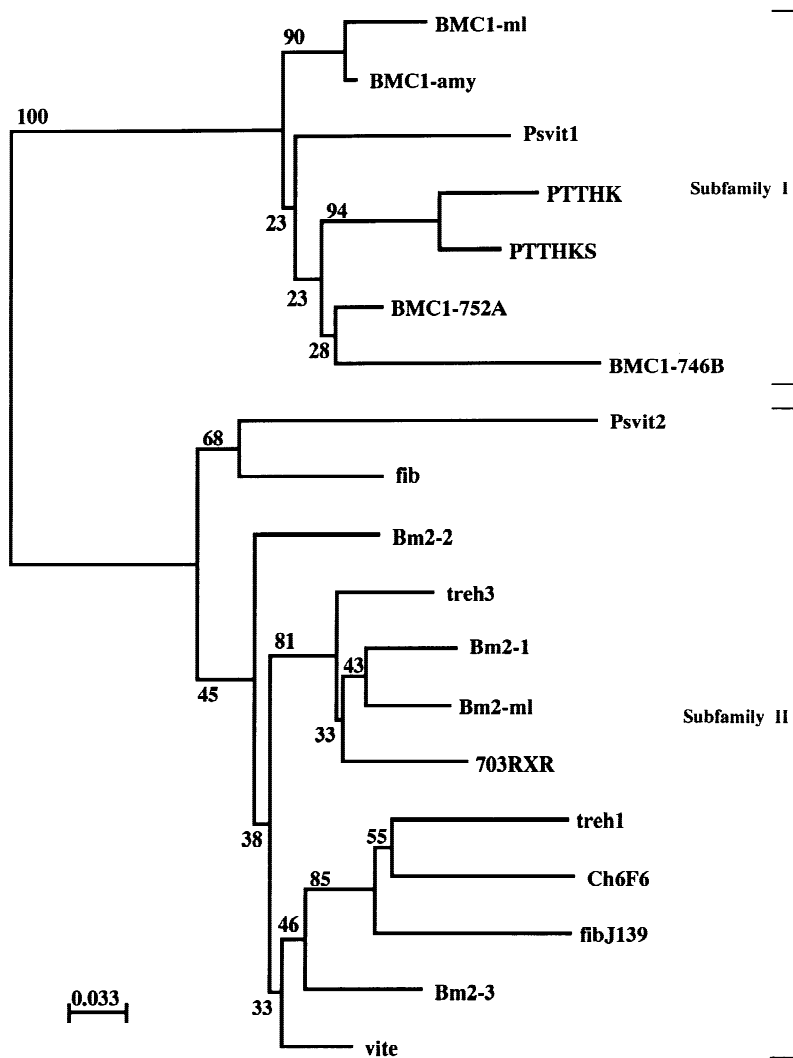 BMC1-ml
90
BMC1-amy
100
Psvit1
Subfamily I
PTTHK
94
23
PTTHKS
23
BMC1-752A
28
BMC1-746B
Psvit2
68
fib
Bm2-2
treh3
81
Bm2-1
43
45
Bm2-ml
Subfamily II
33
703RXR
treh1
55
38
85
Ch6F6
46
fibJ139
0.033
Bm2-3
33
vite